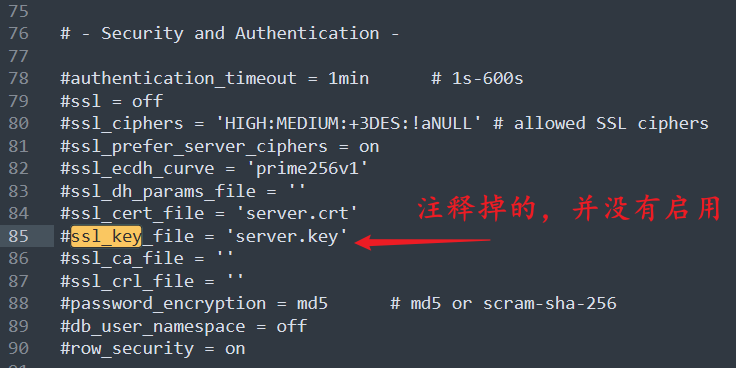 75
76 # - Security and Authentication -
77
78 #authentication_timeout = 1min # 1s-600s
79 #ssl = off
80 #ssl_ciphers = 'HIGH:MEDIUM:+3DES:!aNULL' # allowed SSL ciphers
81 #ssl_prefer_server_ciphers = on
82 #ssl_ecdh_curve = 'prime256v1'
83 #ssl_dh_params_file = ''
84 #ssl_cert_file = 'server.crt'
注释掉的，并没有启用
85 #ssl_key_file = 'server.key'
86 #ssl_ca_file = ''
87 #ssl_crl_file = ''
88 #password_encryption = md5 # md5 or scram-sha-256
89 #db_user_namespace = off
90 #row_security = on